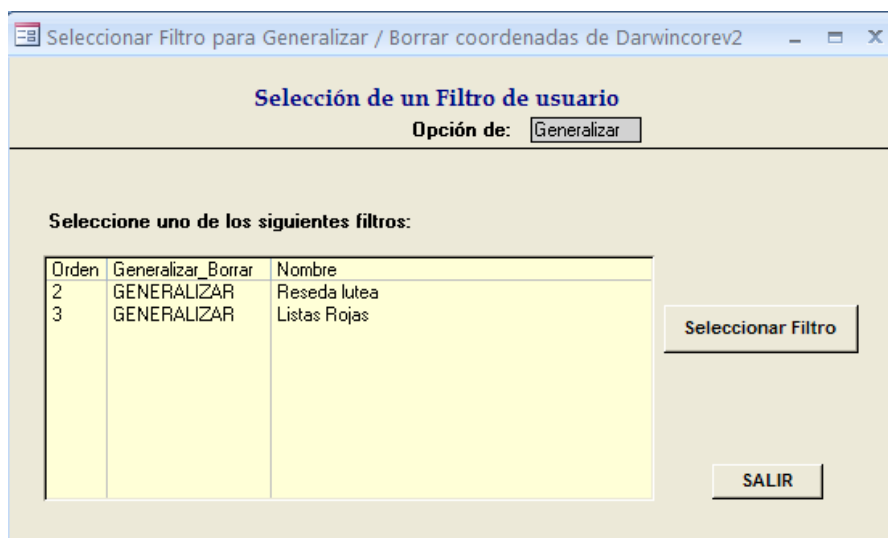 Seleccionar Filtro para Generalizar / Borrar coordenadas de Darwincorev2
Selección de un Filtro de usuario
Opción de: Generalizar
Seleccione uno de los siguientes filtros:
Orden Generalizar_Borrar Nombre
2 GENERALIZAR Reseda lutea
3 GENERALIZAR Listas Rojas
Seleccionar Filtro
SALIR